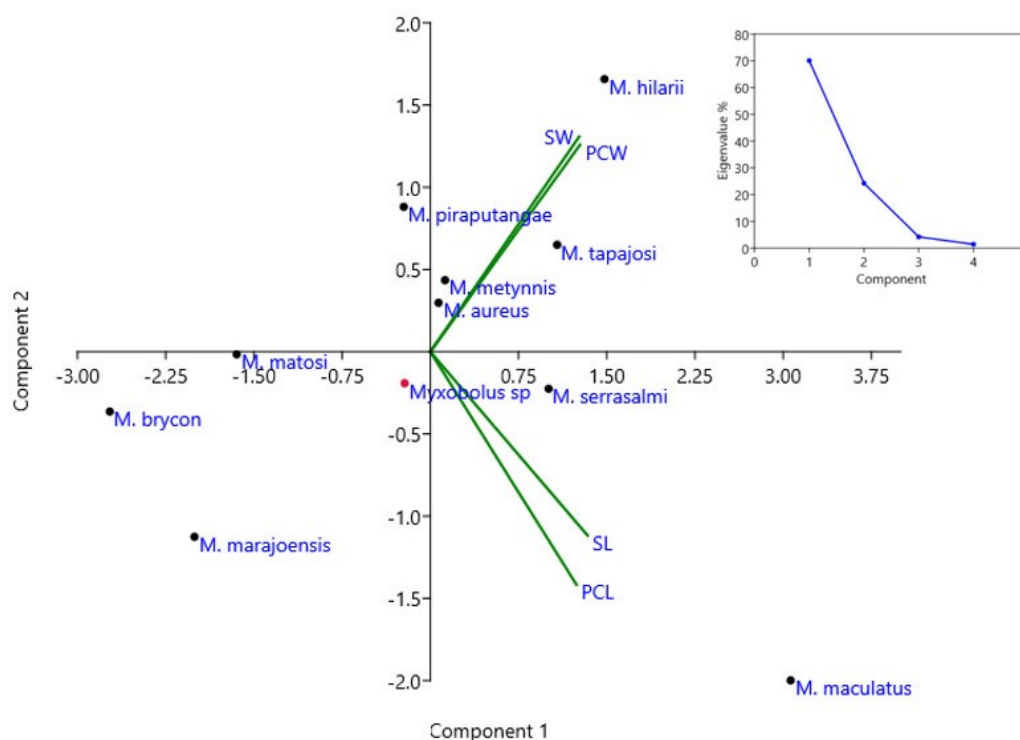 2.0
80
70
60
50
40
30
20
10
0
Eigenvalue %
0 1 2 3 4
Component
M. hilarii
1.5
SW
PCW
1.0
M. piraputangae
M. tapajosi
0.5
M. metynnis
M. aureus
Component 2
M. matosi
-3.00 -2.25 -1.50 -0.75 0.75 1.50 2.25 3.00 3.75
Myxobolus sp
M. serrasalmi
M. brycon
-0.5
-1.0
M. marajoensis
SL
PCL
-1.5
-2.0
M. maculatus
Component 1